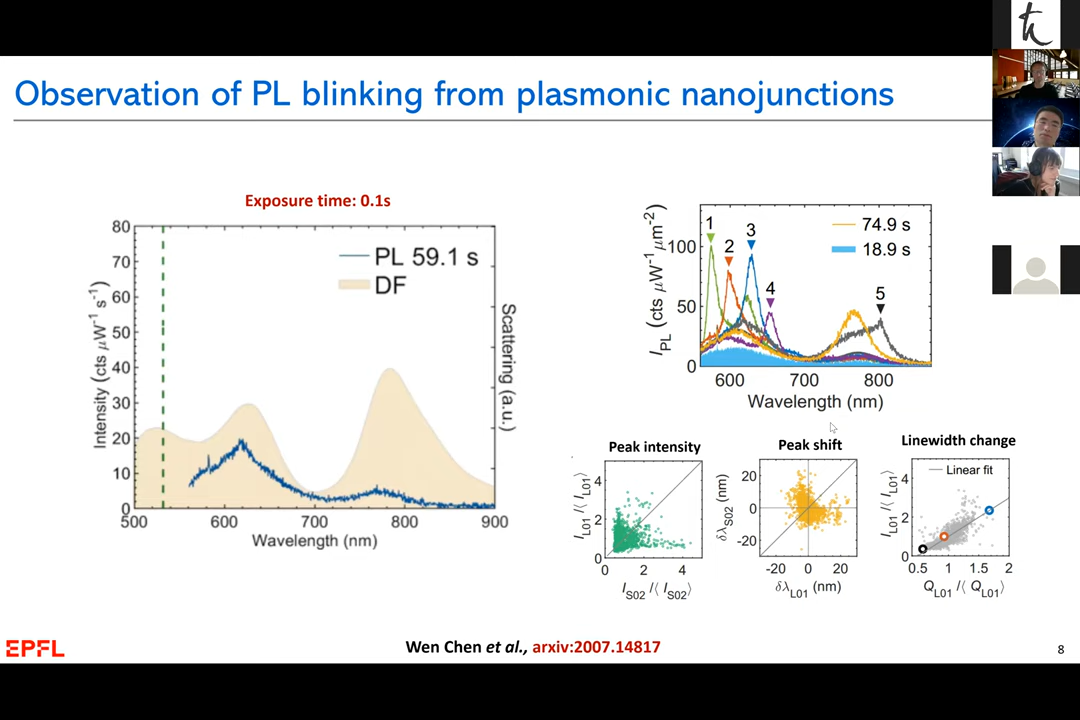 Observation of PL blinking from plasmonic nanojunctions
Exposure time: 0.1s
80
70
60
50
40
30
20
10
0
500 600 700 800 900
Intensity (cts μW⁻¹ s⁻¹)
Wavelength (nm)
Scattering (a.u.)
PL 59.1 s
DF
I_PL (cts μW⁻¹ μm⁻²)
100
50
0
600 700 800
Wavelength (nm)
1
2
3
4
5
74.9 s
18.9 s
Peak intensity
I_L01 /⟨ I_L01⟩
4
2
0
0 2 4
I_S02 /⟨ I_S02⟩
Peak shift
δλ_S02 (nm)
20
0
-20
-20 0 20
δλ_L01 (nm)
Linewidth change
I_L01 /⟨ I_L01⟩
4
2
0
Linear fit
0.5 1 1.5 2
Q_L01 /⟨ Q_L01⟩
EPFL
Wen Chen et al., arxiv:2007.14817
8